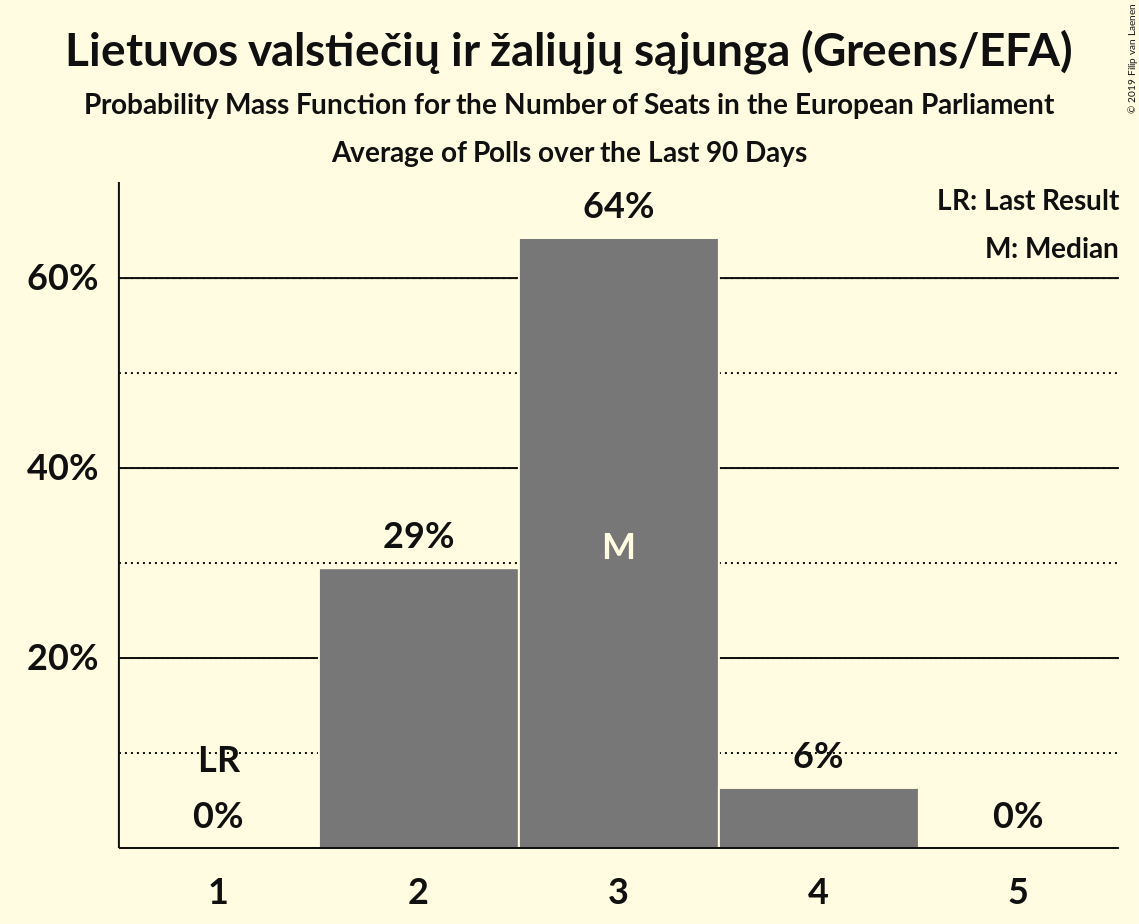 Lietuvos valstiečių ir žaliųjų sąjunga (Greens/EFA)
Probability Mass Function for the Number of Seats in the European Parliament
Average of Polls over the Last 90 Days
© 2019 Filip van Laenen
LR: Last Result
M: Median
64%
60%
40%
29%
M
20%
LR
6%
0%
0%
1 2 3 4 5